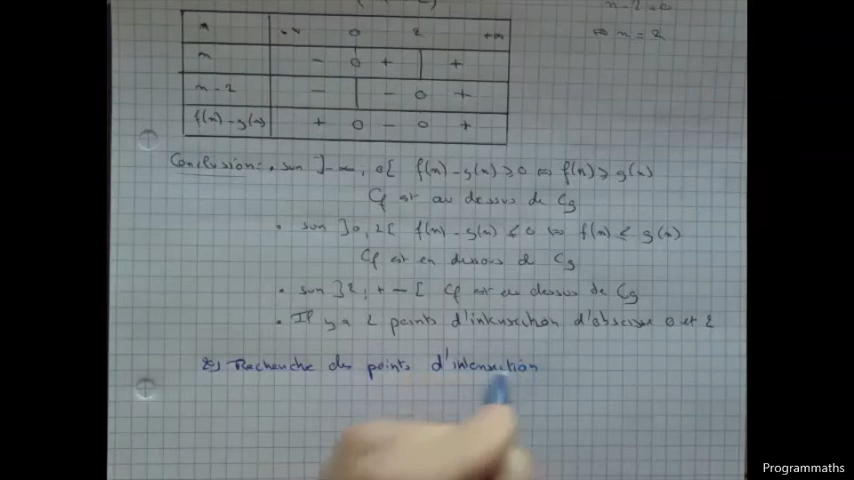 x-2=0
⇔ x = 2
x -∞ 0 2 +∞
x - 0 + +
x-2 - - 0 +
f(x)-g(x) + 0 - 0 +
Conclusion: • sur ]-∞, 0[ f(x)-g(x) ≥ 0 ⇔ f(x) ≥ g(x)
Cf est au dessus de Cg
• sur ]0, 2[ f(x)-g(x) ≤ 0 ⇔ f(x) ≤ g(x)
Cf est en dessous de Cg
• sur ]2, +∞[ Cf est au dessus de Cg
• Il y a 2 points d'intersection d'abscisse 0 et 2
2) Recherche des points d'intersection
Programmaths